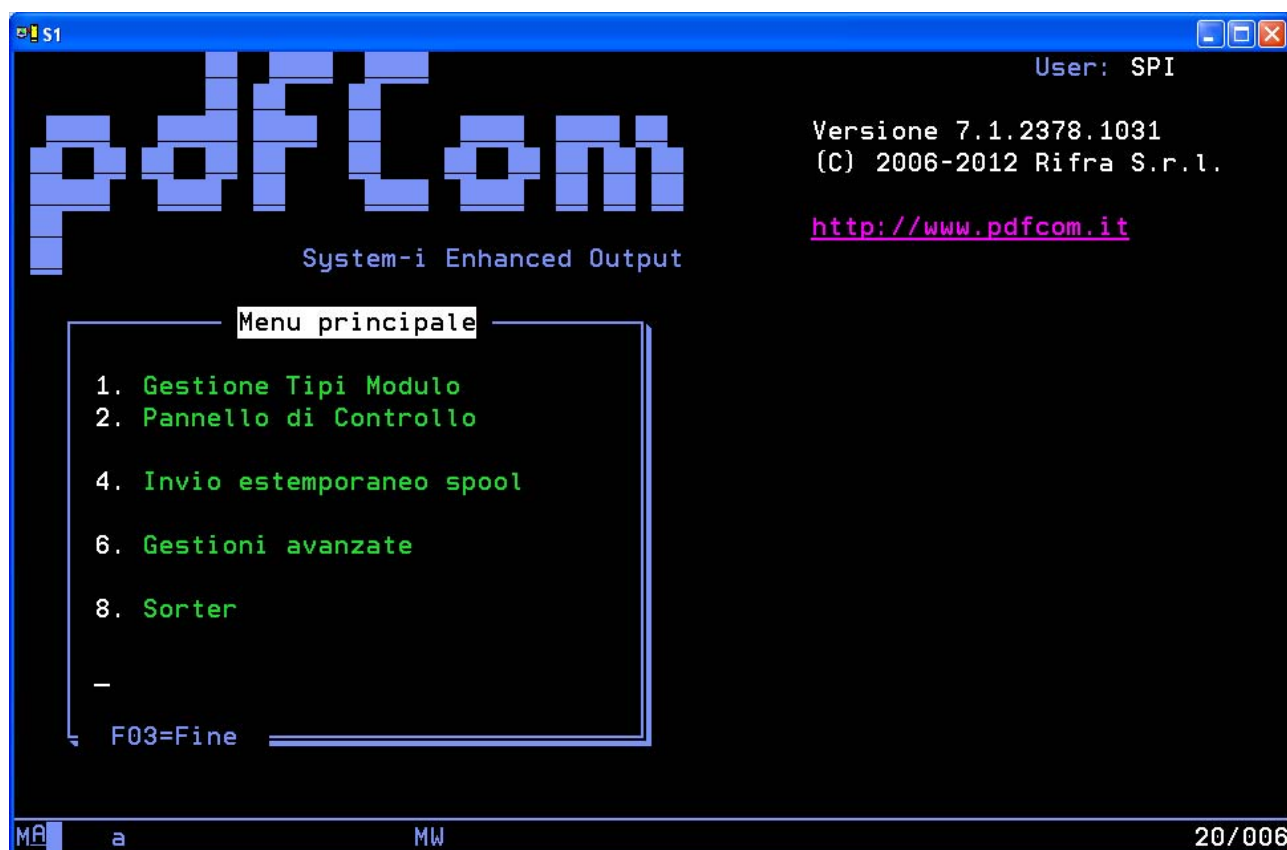 S1
pdfCom
User: SPI
Versione 7.1.2378.1031
(C) 2006-2012 Rifra S.r.l.
http://www.pdfcom.it
System-i Enhanced Output
Menu principale
1. Gestione Tipi Modulo
2. Pannello di Controllo
4. Invio estemporaneo spool
6. Gestioni avanzate
8. Sorter
_
F03=Fine
MA a MW 20/006